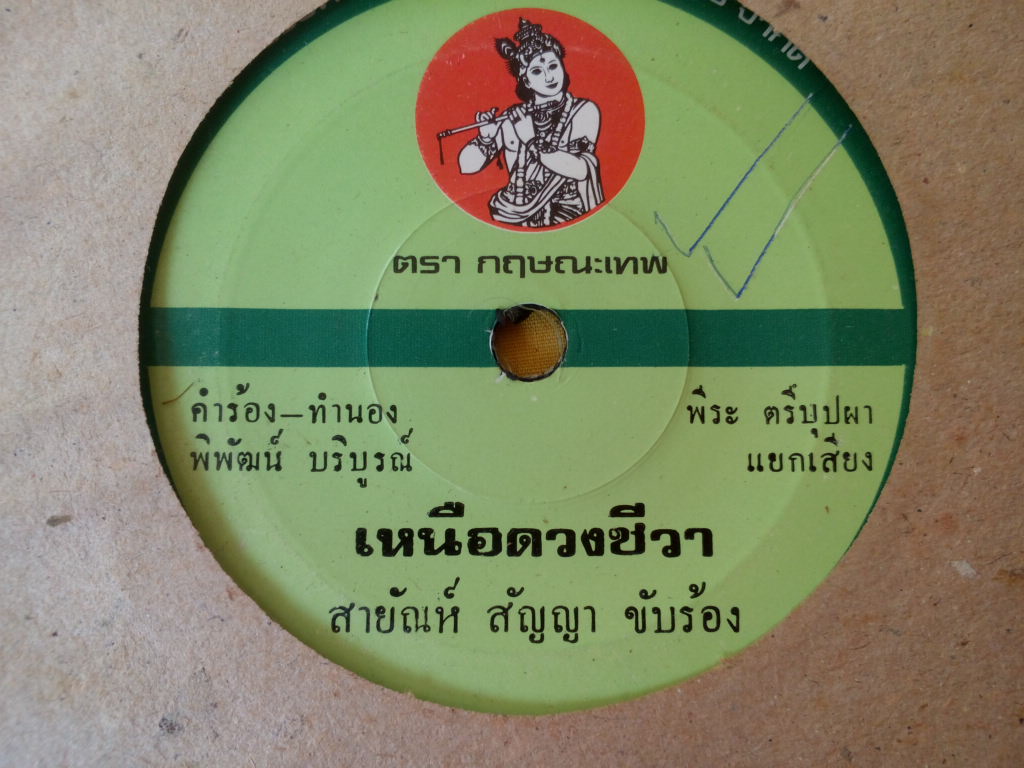 ตรา กฤษณะเทพ
คำร้อง–ทำนอง พีระ ตรีบุปผา
พิพัฒน์ บริบูรณ์ แยกเสียง
เหนือดวงชีวา
สายัณห์ สัญญา ขับร้อง